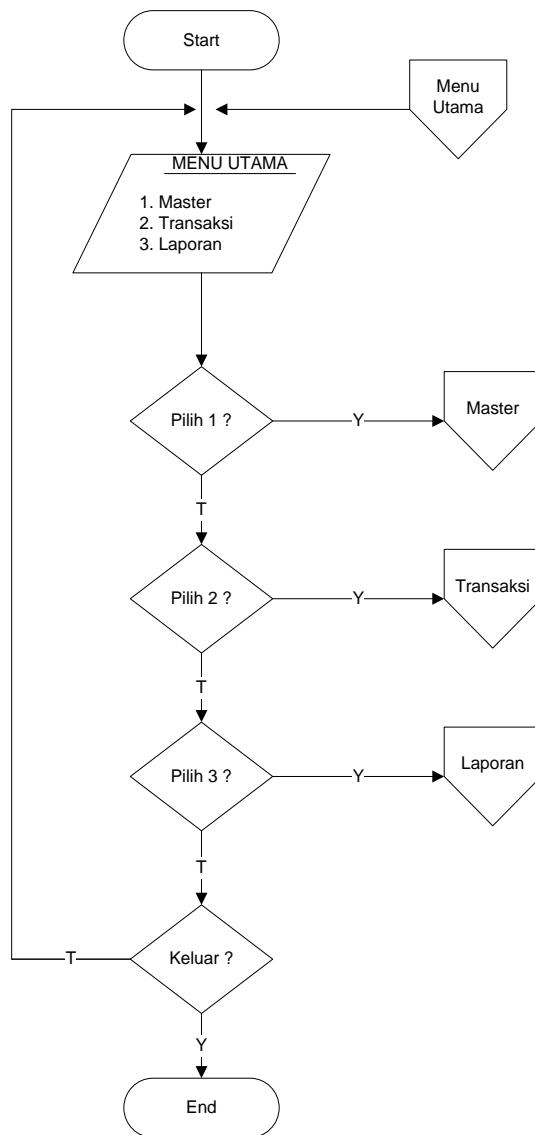 Start
Menu
Utama
MENU UTAMA
1. Master
2. Transaksi
3. Laporan
Pilih 1 ?
Y
Master
T
Pilih 2 ?
Y
Transaksi
T
Pilih 3 ?
Y
Laporan
T
Keluar ?
T
Y
End